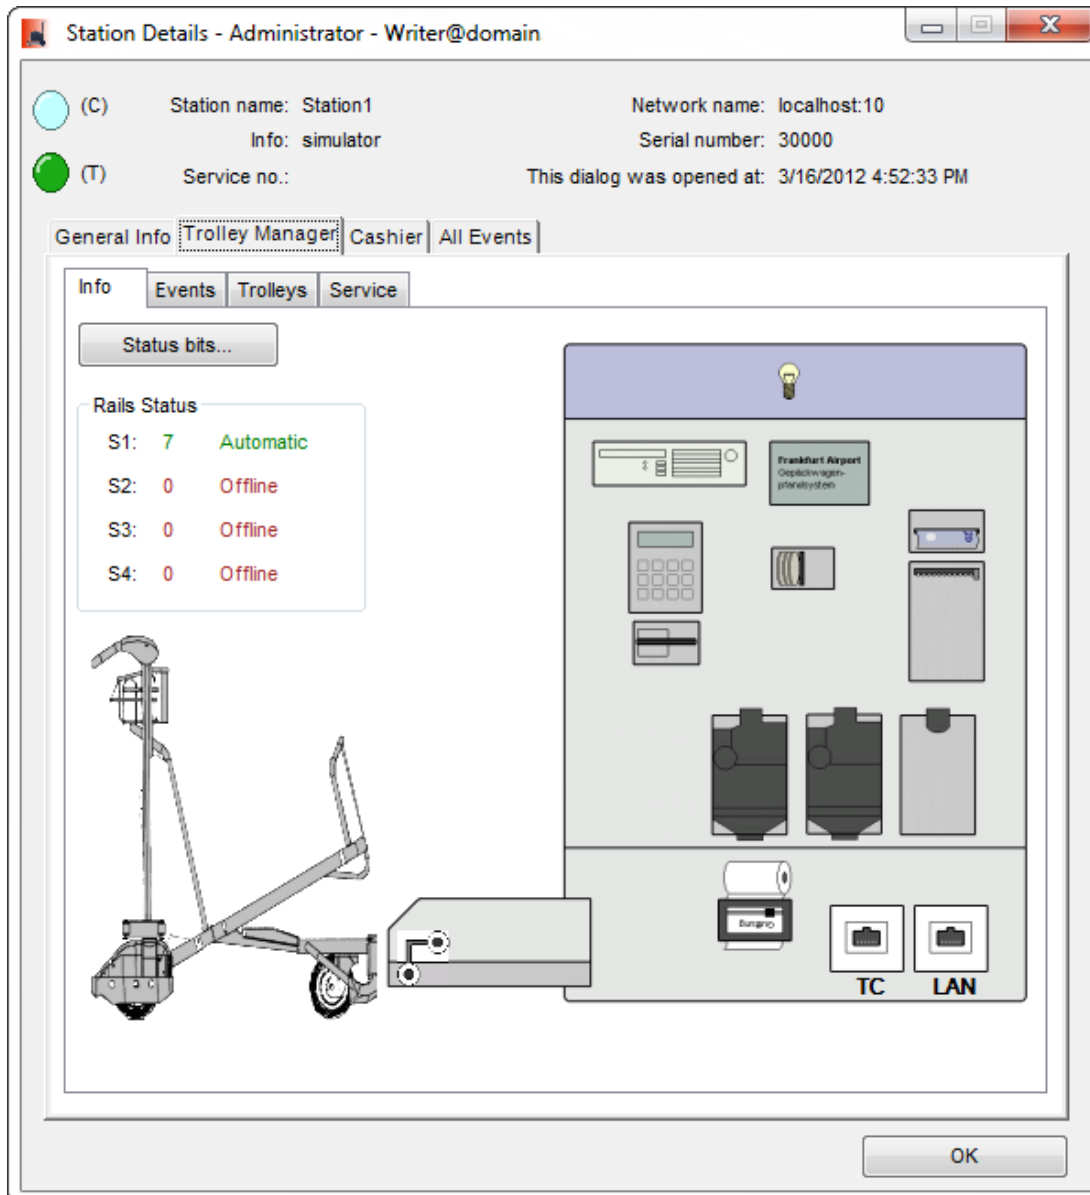 Station Details - Administrator - Writer@domain
(C) Station name: Station1 Network name: localhost:10
Info: simulator Serial number: 30000
(T) Service no.: This dialog was opened at: 3/16/2012 4:52:33 PM
General Info Trolley Manager Cashier All Events
Info Events Trolleys Service
Status bits...
Rails Status
S1: 7 Automatic
S2: 0 Offline
S3: 0 Offline
S4: 0 Offline
Frankfurt Airport
Gepäckwagen-
pfandsystem
Quittung
TC LAN
OK